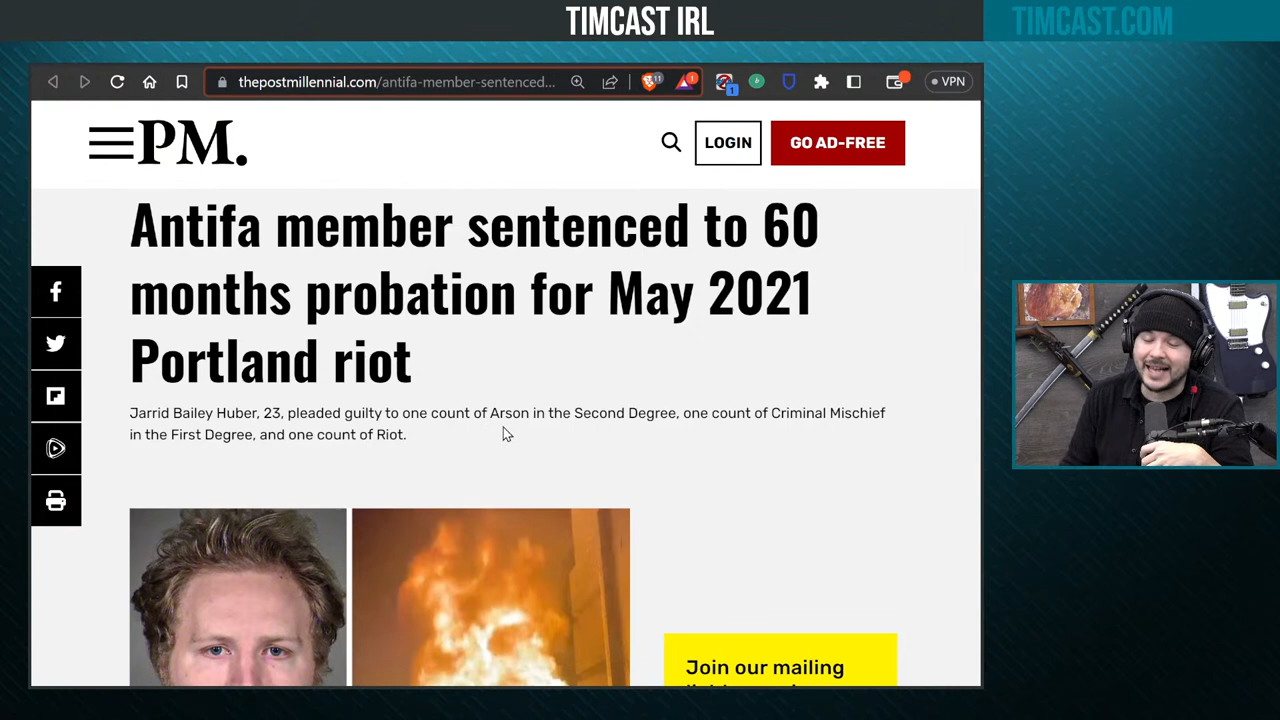 TIMCAST IRL
TIMCAST.COM
thepostmillennial.com/antifa-member-sentenced...
11
1
1
VPN
PM.
LOGIN
GO AD-FREE
Antifa member sentenced to 60
months probation for May 2021
Portland riot
Jarrid Bailey Huber, 23, pleaded guilty to one count of Arson in the Second Degree, one count of Criminal Mischief
in the First Degree, and one count of Riot.
Join our mailing